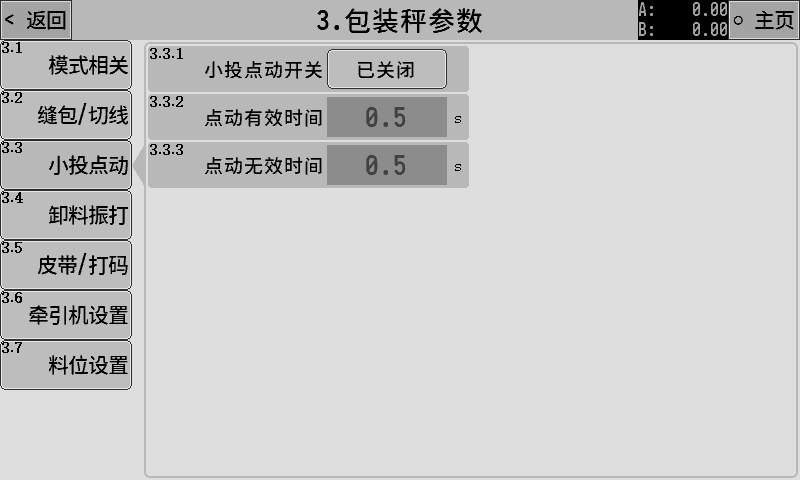 < 返回
3.包装秤参数
A: 0.00
B: 0.00
主页
3.1 模式相关
3.2 缝包/切线
3.3 小投点动
3.4 卸料振打
3.5 皮带/打码
3.6 牵引机设置
3.7 料位设置
3.3.1 小投点动开关 已关闭
3.3.2 点动有效时间 0.5 s
3.3.3 点动无效时间 0.5 s